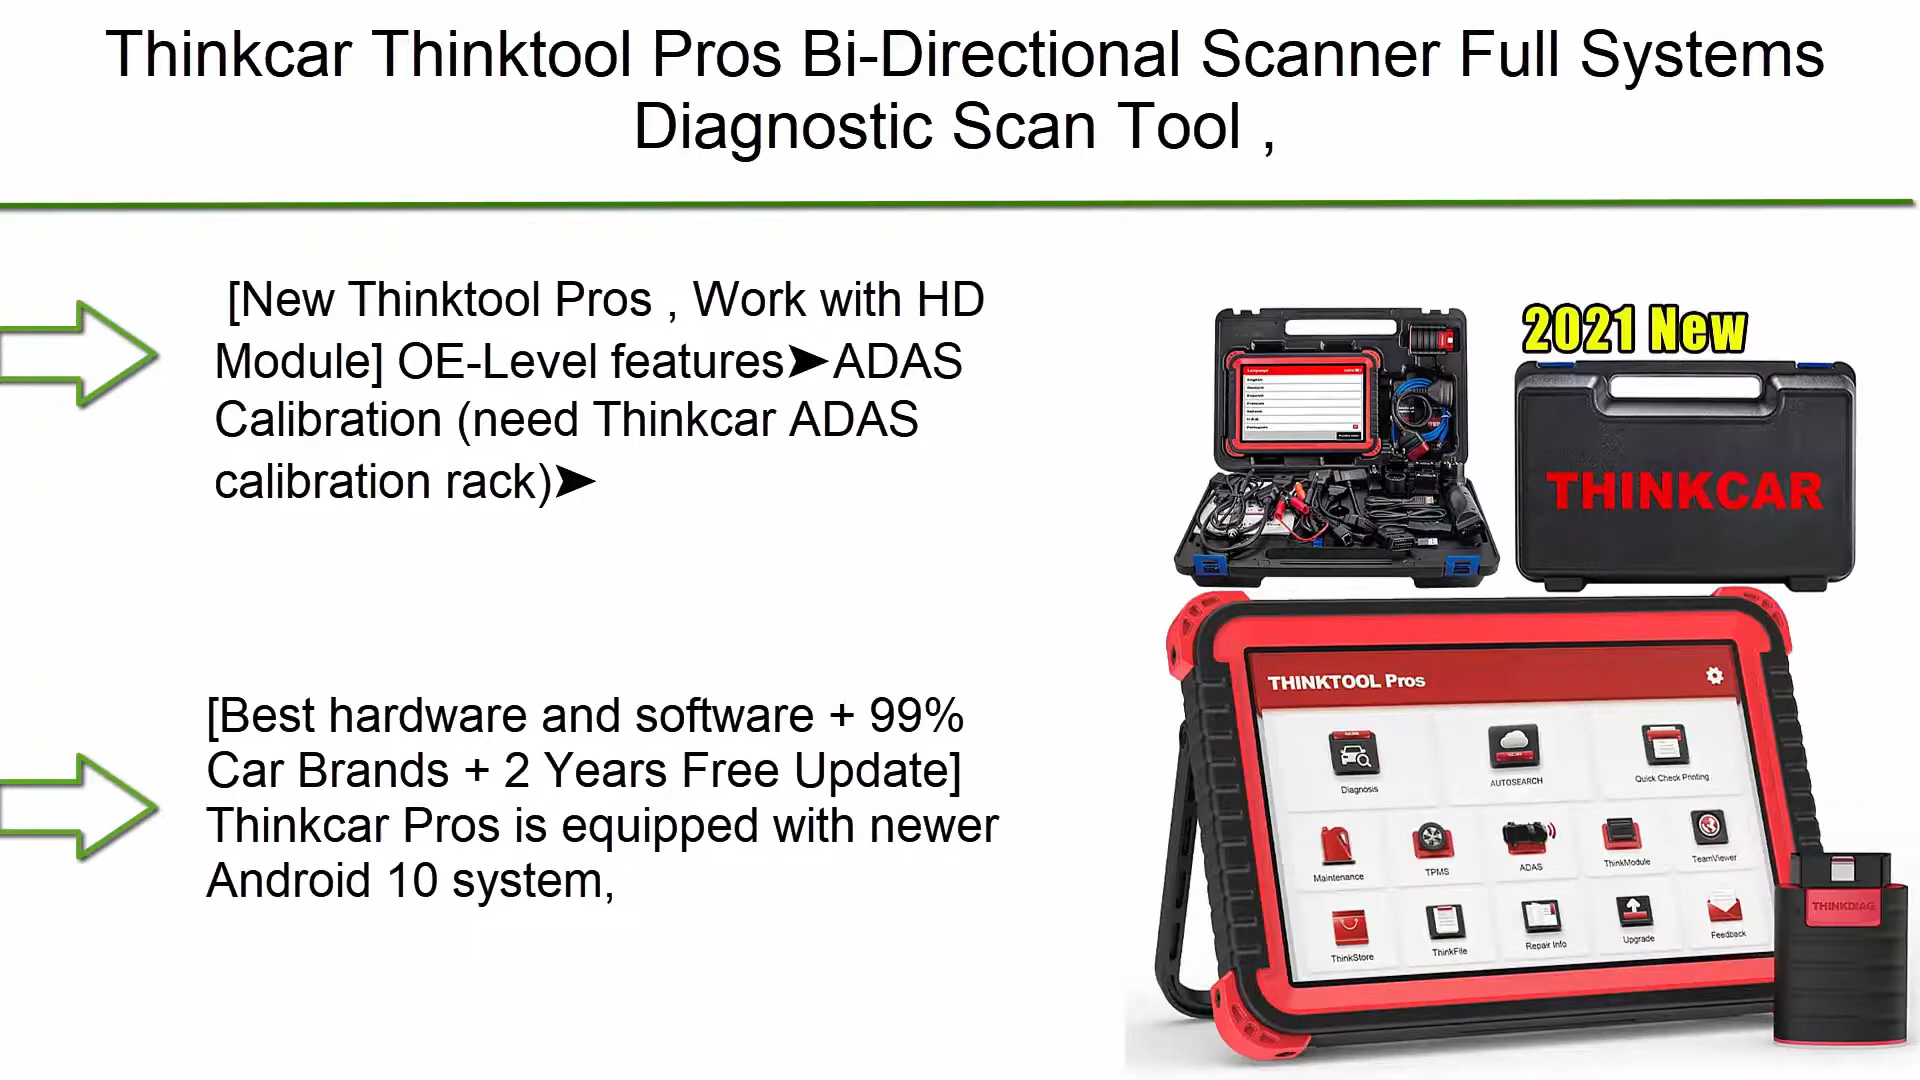 Thinkcar Thinktool Pros Bi-Directional Scanner Full Systems
Diagnostic Scan Tool ,
[New Thinktool Pros , Work with HD
Module] OE-Level features➤ADAS
Calibration (need Thinkcar ADAS
calibration rack)➤
[Best hardware and software + 99%
Car Brands + 2 Years Free Update]
Thinkcar Pros is equipped with newer
Android 10 system,
2021 New
THINKCAR
Language
English
THINKTOOL Pros
Diagnosis
AUTOSEARCH
Quick Check Printing
Maintenance
TPMS
ADAS
ThinkModule
TeamViewer
ThinkStore
ThinkFile
Repair Info
Upgrade
Feedback
THINKDIAG